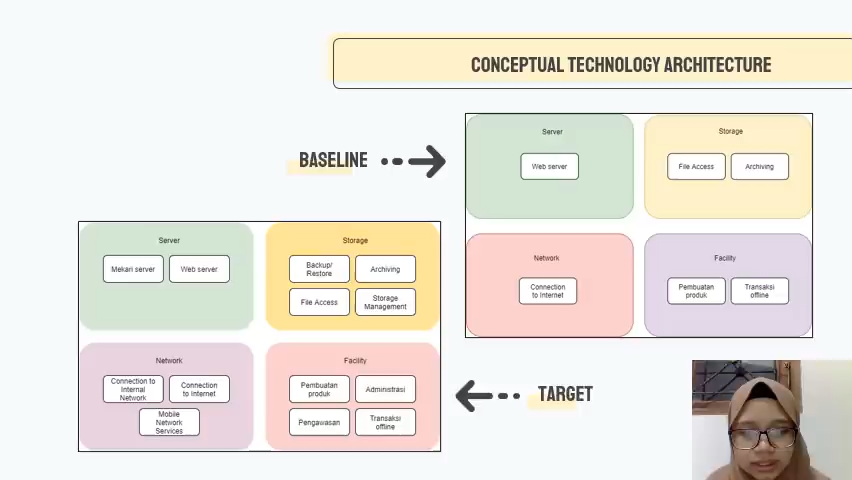 CONCEPTUAL TECHNOLOGY ARCHITECTURE
BASELINE
Server
Web server
Storage
File Access
Archiving
Network
Connection
to Internet
Facility
Pembuatan
produk
Transaksi
offline
Server
Mekari server
Web server
Storage
Backup/
Restore
Archiving
File Access
Storage
Management
Network
Connection to
Internal
Network
Connection
to Internet
Mobile
Network
Services
Facility
Pembuatan
produk
Administrasi
Pengawasan
Transaksi
offline
TARGET